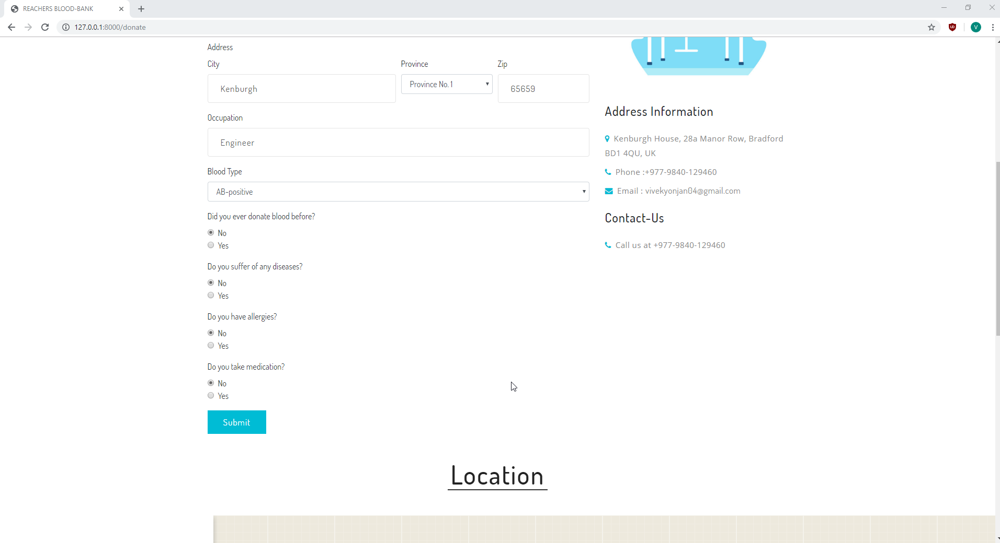 REACHERS BLOOD-BANK
127.0.0.1:8000/donate
V
Address
City
Province
Zip
Kenburgh
Province No. 1
65659
Occupation
Engineer
Blood Type
AB-positive
Did you ever donate blood before?
No
Yes
Do you suffer of any diseases?
No
Yes
Do you have allergies?
No
Yes
Do you take medication?
No
Yes
Submit
Address Information
Kenburgh House, 28a Manor Row, Bradford
BD1 4QU, UK
Phone :+977-9840-129460
Email : vivekyonjan04@gmail.com
Contact-Us
Call us at +977-9840-129460
Location